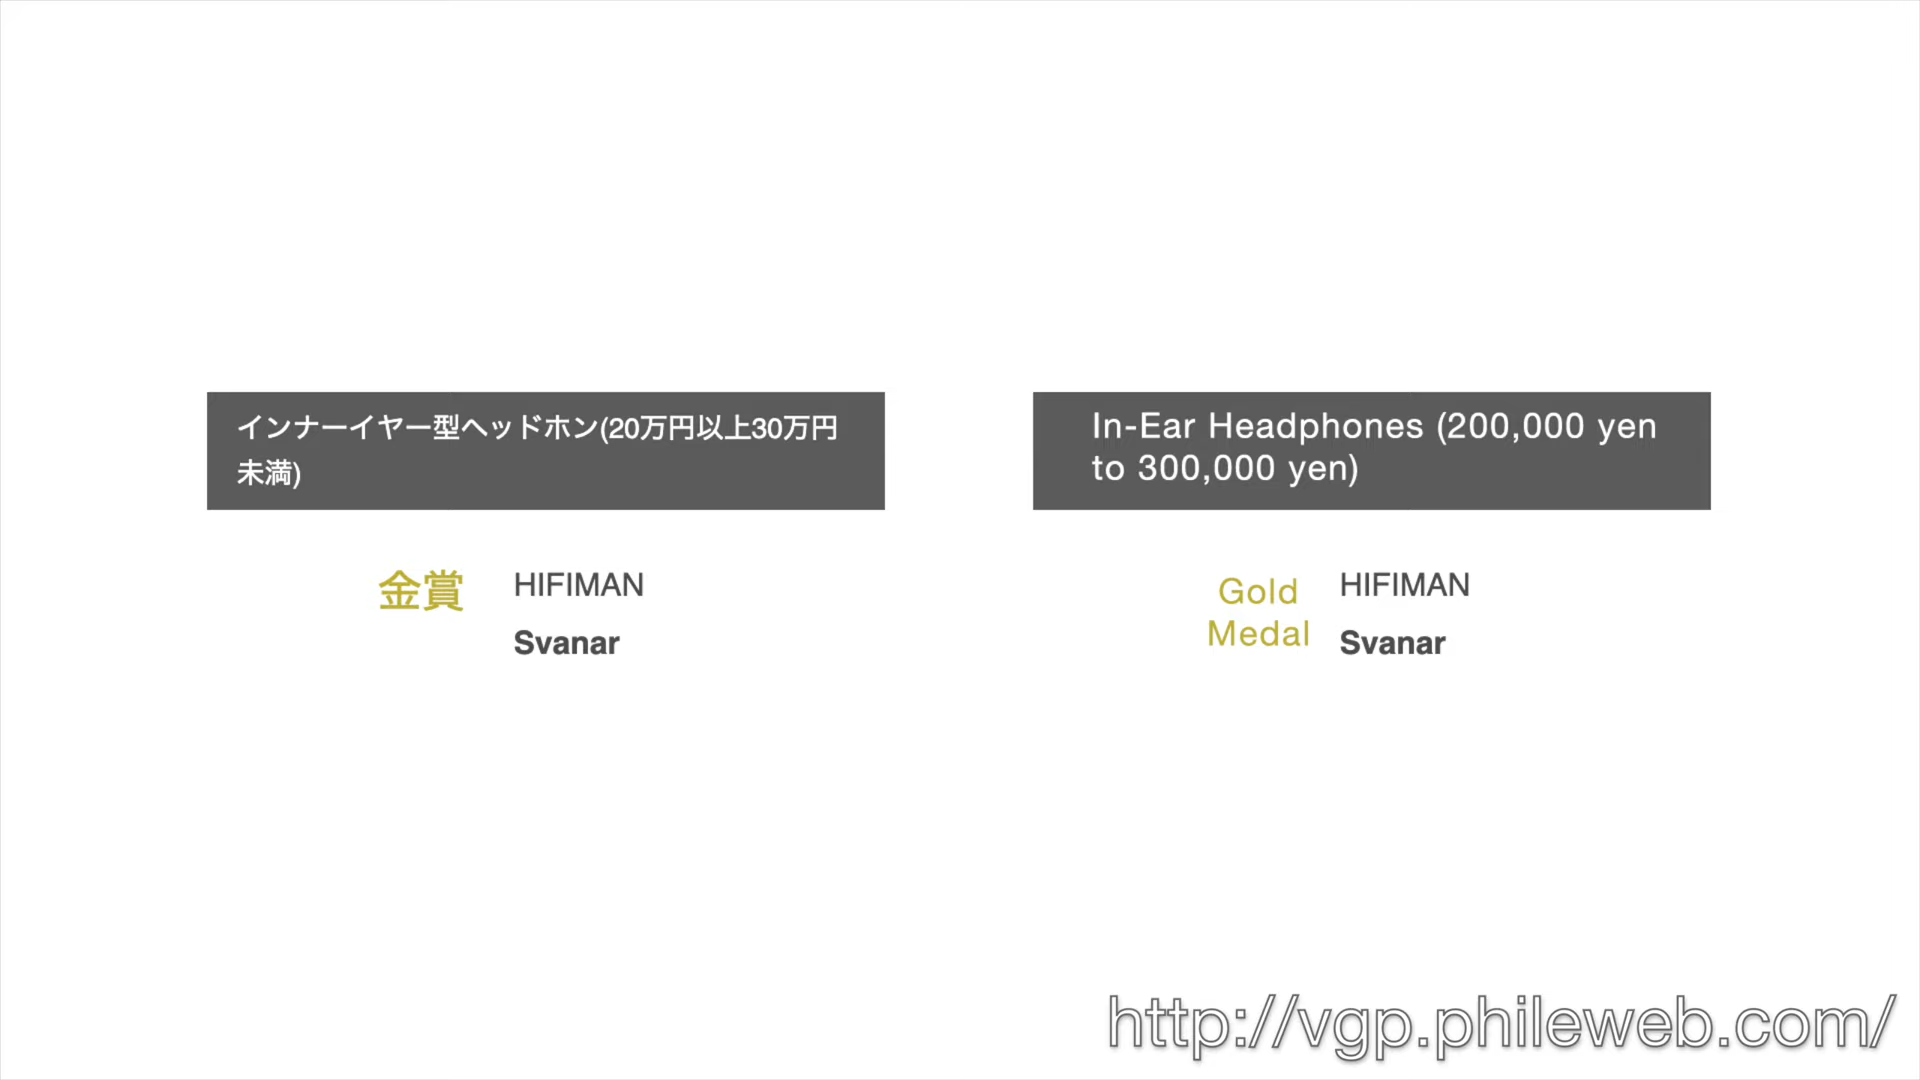 インナーイヤー型ヘッドホン(20万円以上30万円
未満)
金賞
HIFIMAN
Svanar
In-Ear Headphones (200,000 yen
to 300,000 yen)
Gold
Medal
HIFIMAN
Svanar
http://vgp.phileweb.com/